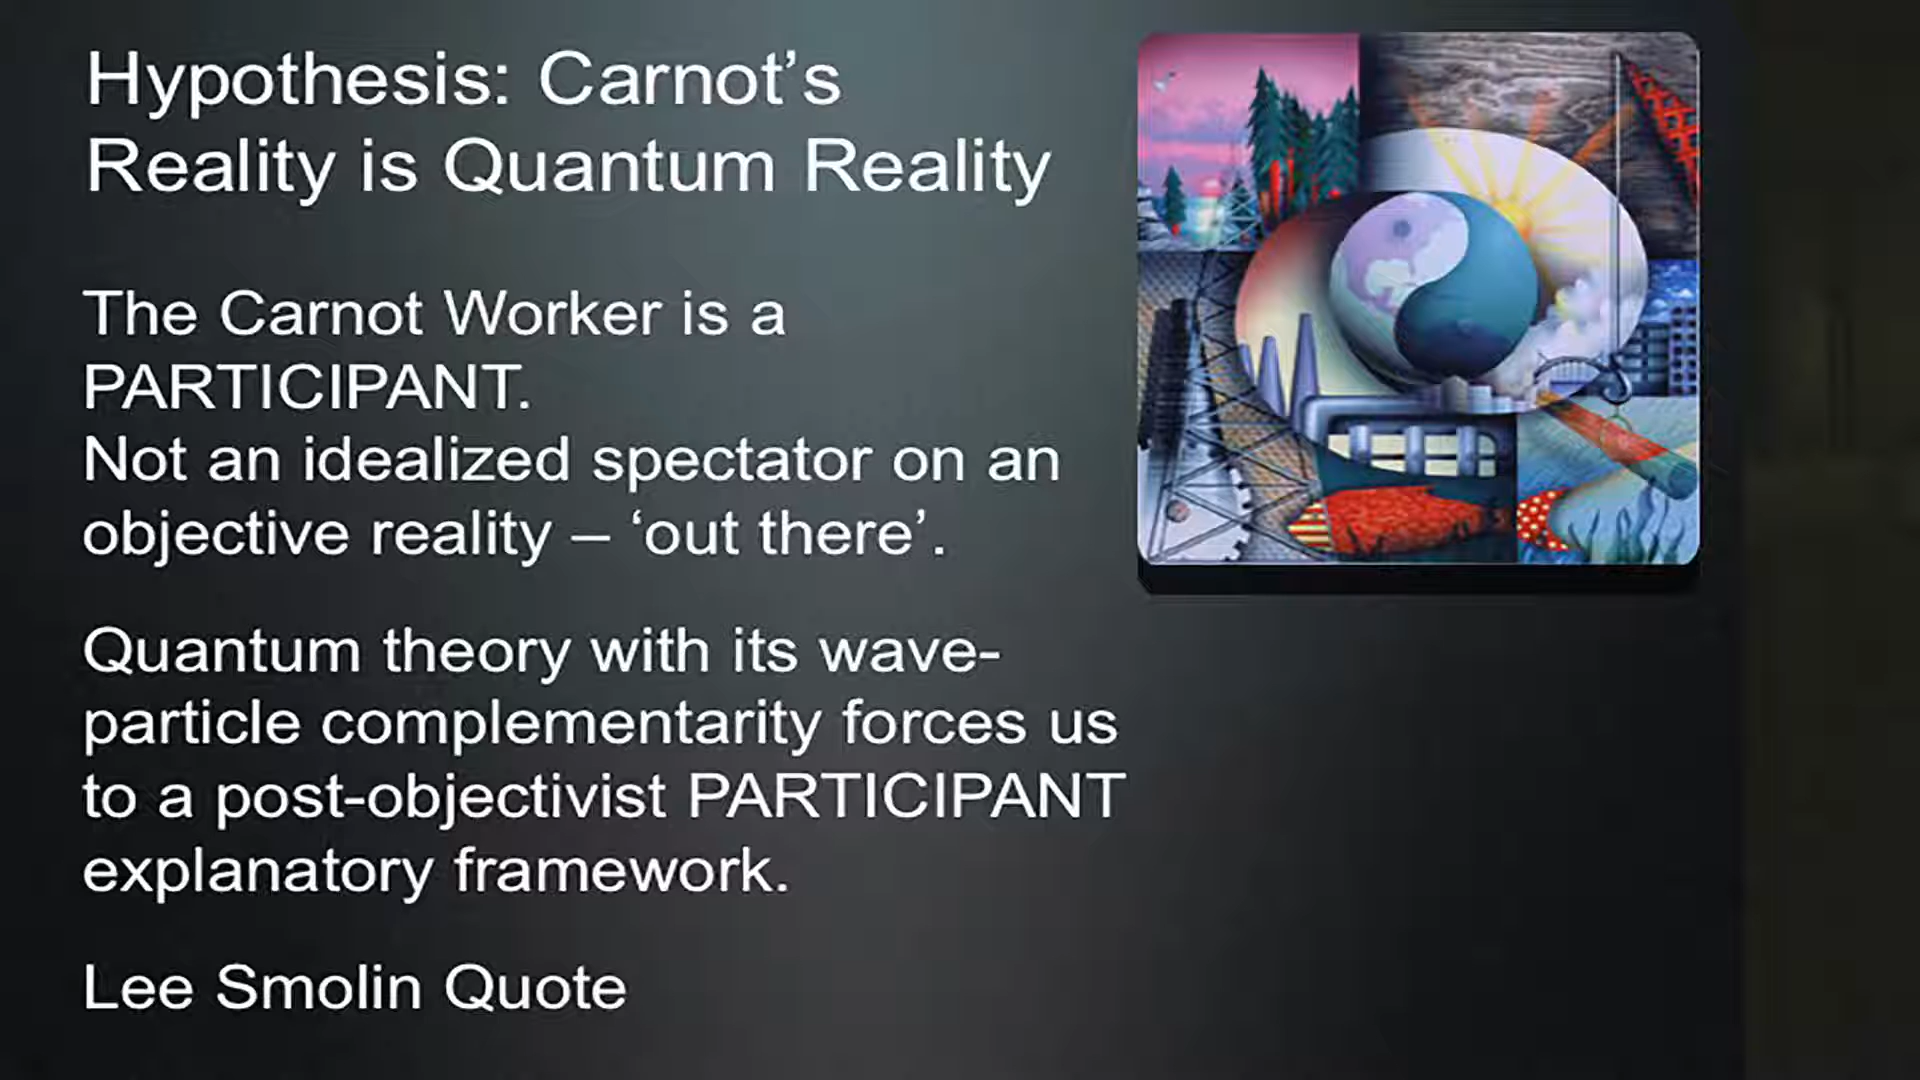 Hypothesis: Carnot’s
Reality is Quantum Reality
The Carnot Worker is a
PARTICIPANT.
Not an idealized spectator on an
objective reality – ‘out there’.
Quantum theory with its wave-
particle complementarity forces us
to a post-objectivist PARTICIPANT
explanatory framework.
Lee Smolin Quote